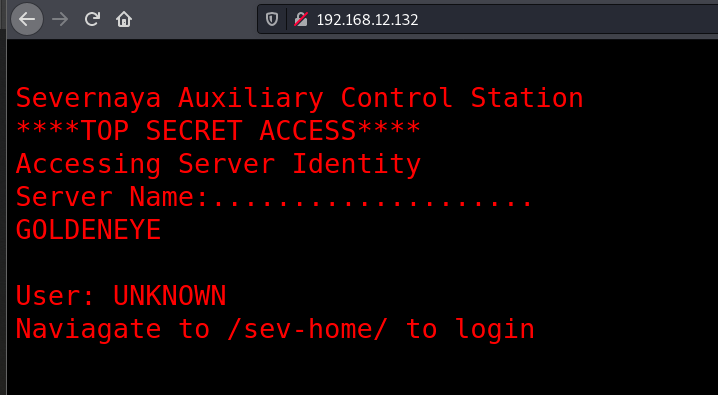 192.168.12.132
Severnaya Auxiliary Control Station
****TOP SECRET ACCESS****
Accessing Server Identity
Server Name:....................
GOLDENEYE
User: UNKNOWN
Naviagate to /sev-home/ to login